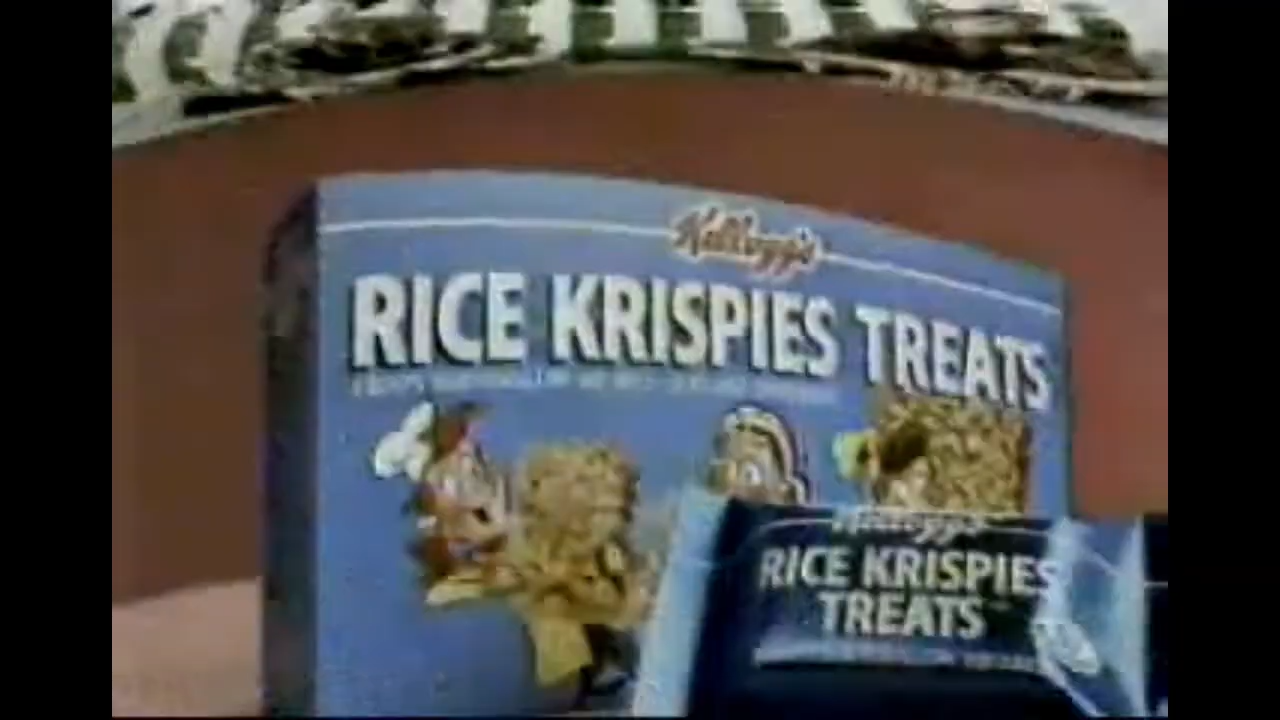 Kellogg's
RICE KRISPIES TREATS
Kellogg's
RICE KRISPIES
TREATS